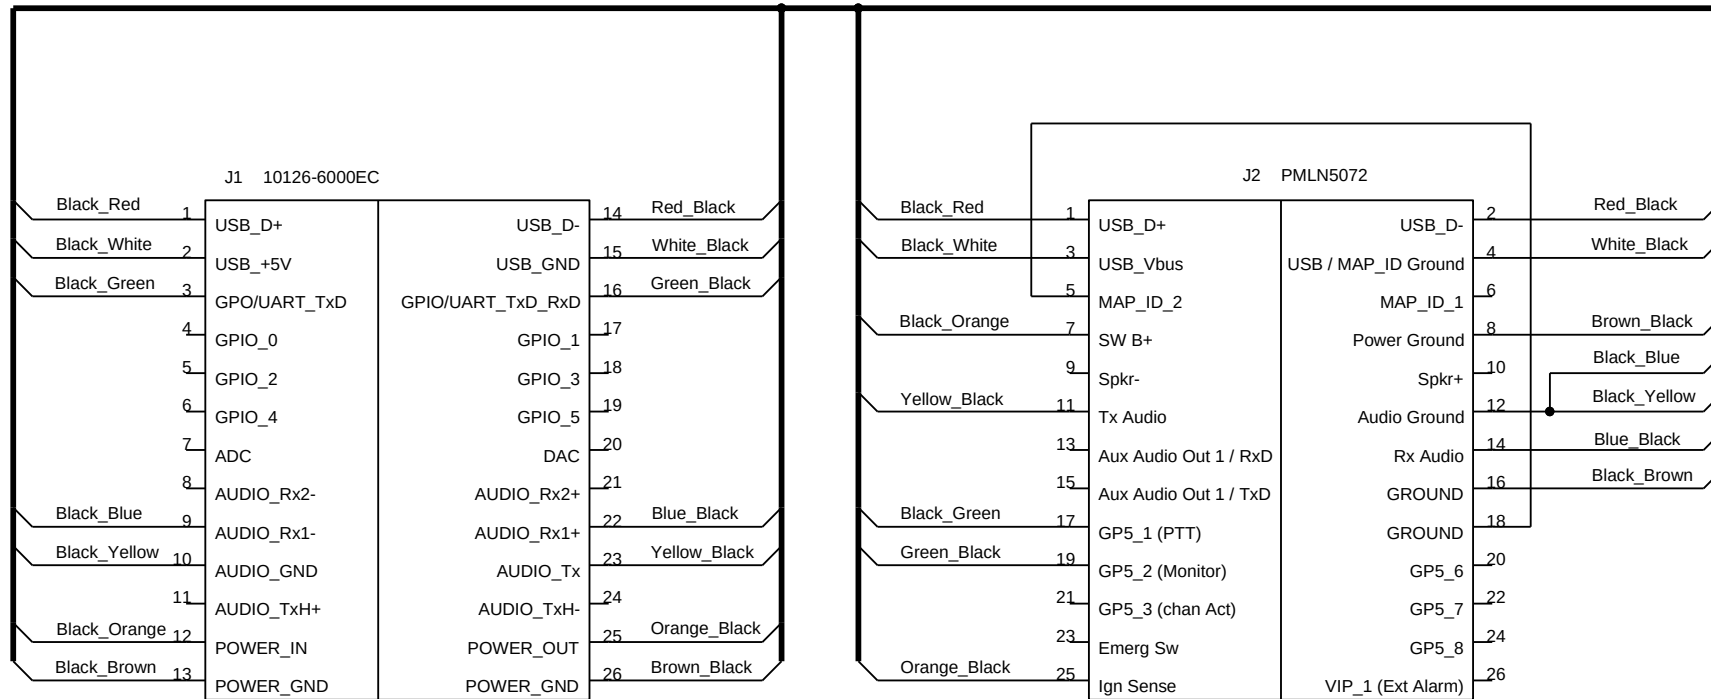 J1 10126-6000EC
Black_Red 1 USB_D+ USB_D- 14 Red_Black
Black_White 2 USB_+5V USB_GND 15 White_Black
Black_Green 3 GPO/UART_TxD GPIO/UART_TxD_RxD 16 Green_Black
4 GPIO_0 GPIO_1 17
5 GPIO_2 GPIO_3 18
6 GPIO_4 GPIO_5 19
7 ADC DAC 20
8 AUDIO_Rx2- AUDIO_Rx2+ 21
Black_Blue 9 AUDIO_Rx1- AUDIO_Rx1+ 22 Blue_Black
Black_Yellow 10 AUDIO_GND AUDIO_Tx 23 Yellow_Black
11 AUDIO_TxH+ AUDIO_TxH- 24
Black_Orange 12 POWER_IN POWER_OUT 25 Orange_Black
Black_Brown 13 POWER_GND POWER_GND 26 Brown_Black
J2 PMLN5072
Black_Red 1 USB_D+ USB_D- 2 Red_Black
Black_White 3 USB_Vbus USB / MAP_ID Ground 4 White_Black
5 MAP_ID_2 MAP_ID_1 6
Black_Orange 7 SW B+ Power Ground 8 Brown_Black
9 Spkr- Spkr+ 10 Black_Blue
Yellow_Black 11 Tx Audio Audio Ground 12 Black_Yellow
13 Aux Audio Out 1 / RxD Rx Audio 14 Blue_Black
15 Aux Audio Out 1 / TxD GROUND 16 Black_Brown
Black_Green 17 GP5_1 (PTT) GROUND 18
Green_Black 19 GP5_2 (Monitor) GP5_6 20
21 GP5_3 (chan Act) GP5_7 22
23 Emerg Sw GP5_8 24
Orange_Black 25 Ign Sense VIP_1 (Ext Alarm) 26